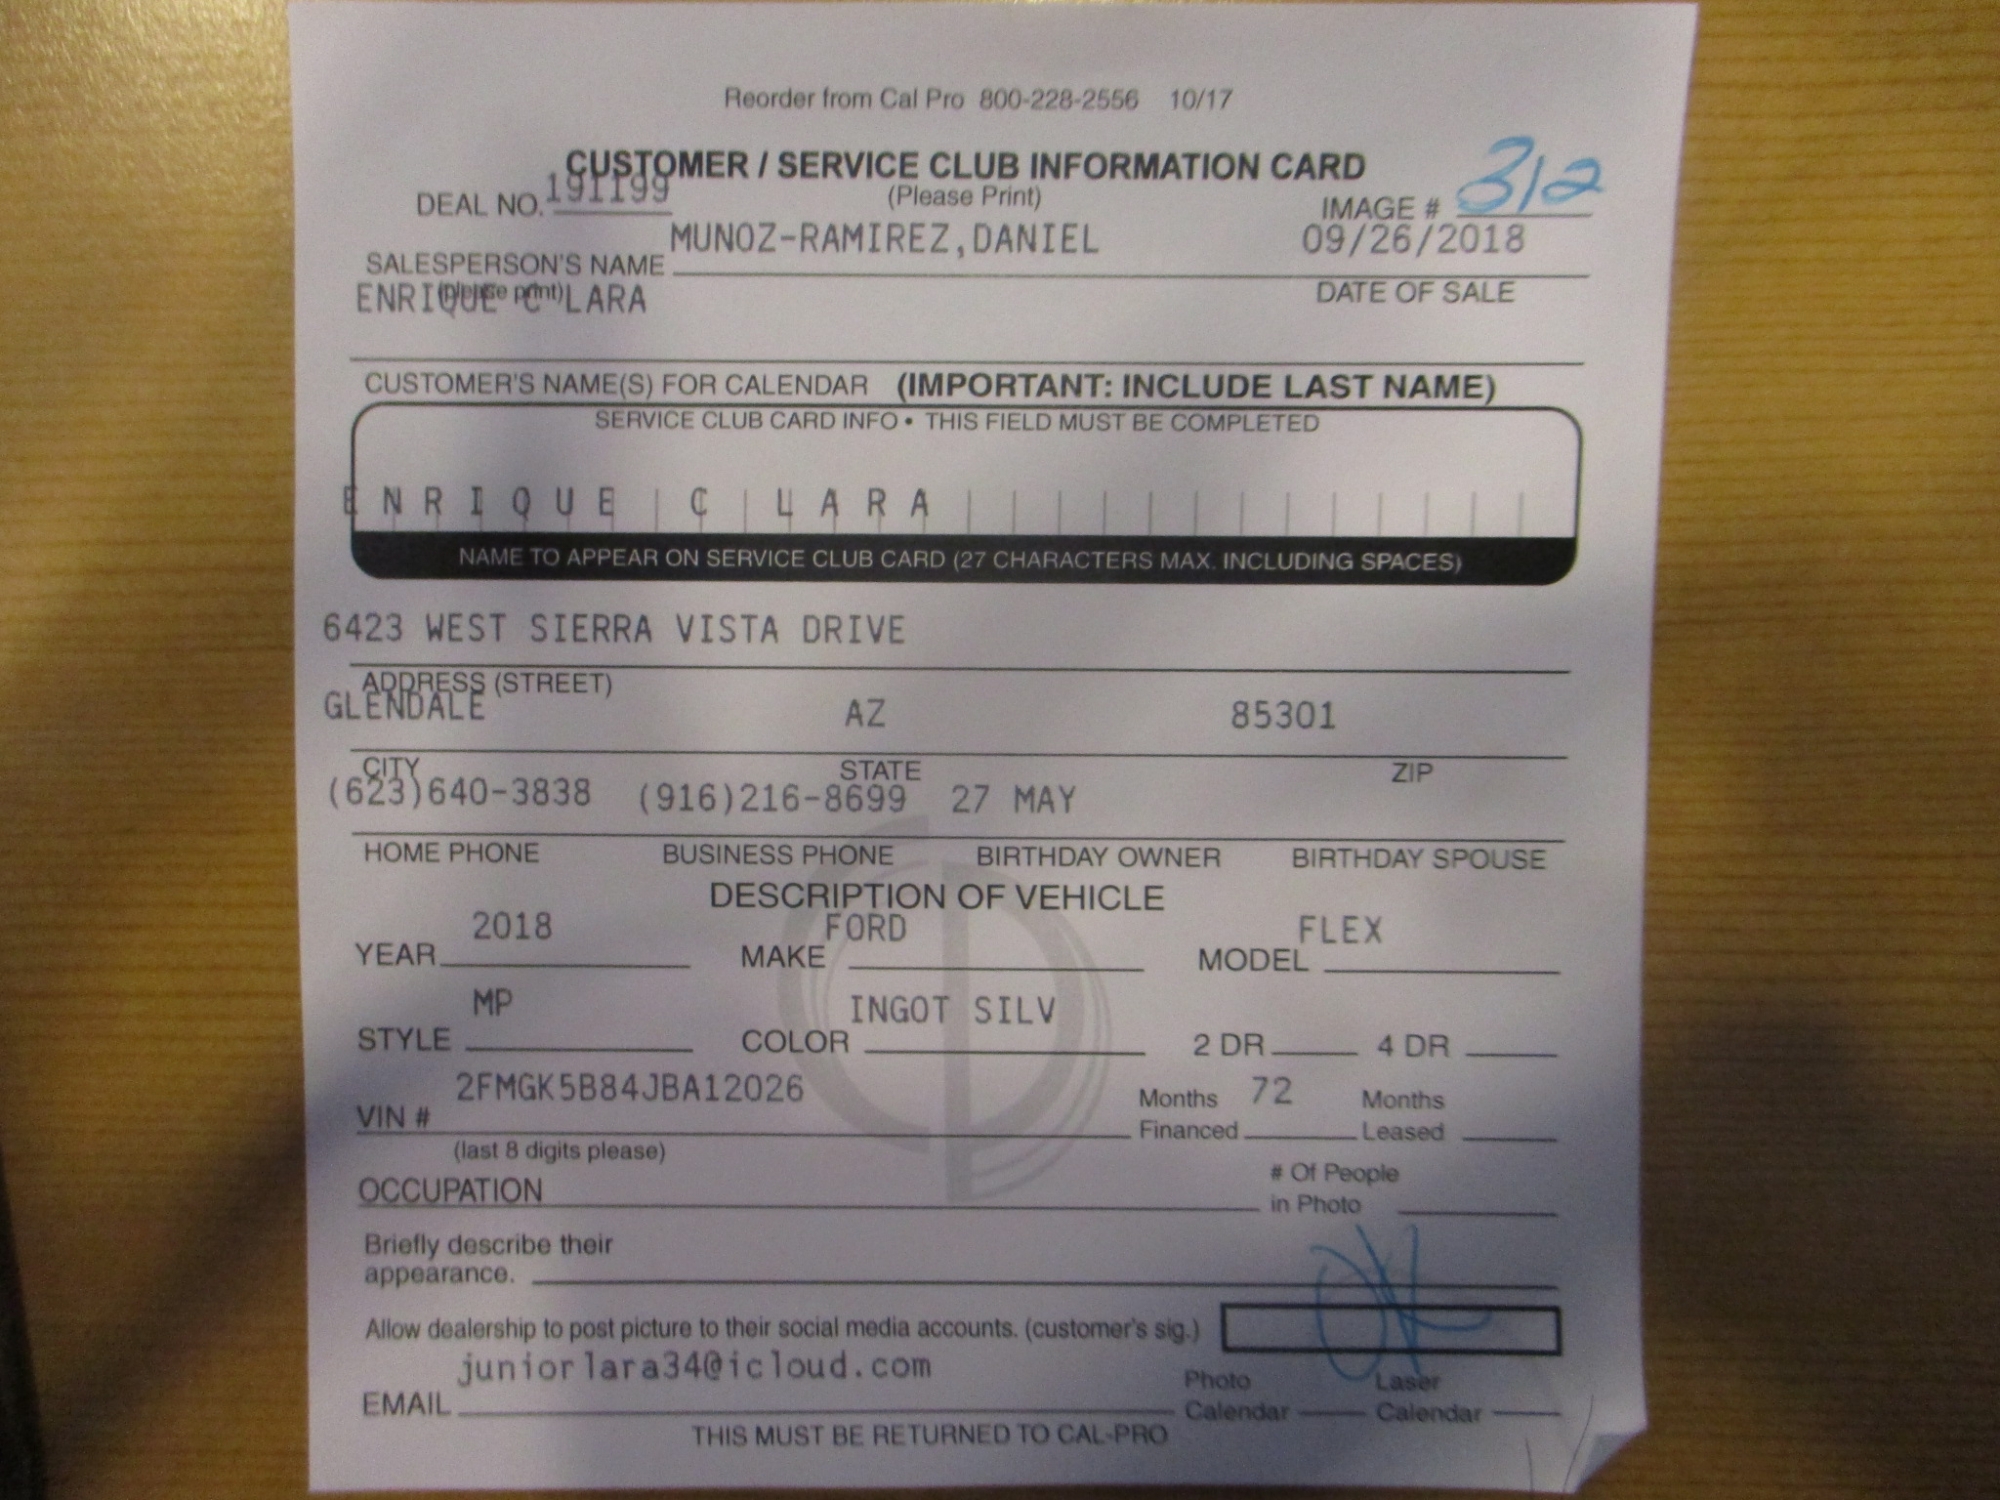 Reorder from Cal Pro 800-228-2556 10/17
CUSTOMER / SERVICE CLUB INFORMATION CARD
DEAL NO. 191199 (Please Print) IMAGE # 312
MUNOZ-RAMIREZ,DANIEL 09/26/2018
SALESPERSON'S NAME
(please print) DATE OF SALE
ENRIQUE C LARA
CUSTOMER'S NAME(S) FOR CALENDAR (IMPORTANT: INCLUDE LAST NAME)
SERVICE CLUB CARD INFO • THIS FIELD MUST BE COMPLETED
ENRIQUE C LARA
NAME TO APPEAR ON SERVICE CLUB CARD (27 CHARACTERS MAX. INCLUDING SPACES)
6423 WEST SIERRA VISTA DRIVE
ADDRESS (STREET)
GLENDALE AZ 85301
CITY STATE ZIP
(623)640-3838 (916)216-8699 27 MAY
HOME PHONE BUSINESS PHONE BIRTHDAY OWNER BIRTHDAY SPOUSE
DESCRIPTION OF VEHICLE
2018 FORD FLEX
YEAR MAKE MODEL
MP INGOT SILV
STYLE COLOR 2 DR 4 DR
2FMGK5B84JBA12026 Months 72 Months
VIN # Financed Leased
(last 8 digits please)
# Of People
OCCUPATION in Photo
Briefly describe their
appearance.
Allow dealership to post picture to their social media accounts. (customer's sig.)
juniorlara34@icloud.com
Photo Laser
EMAIL Calendar Calendar
THIS MUST BE RETURNED TO CAL-PRO